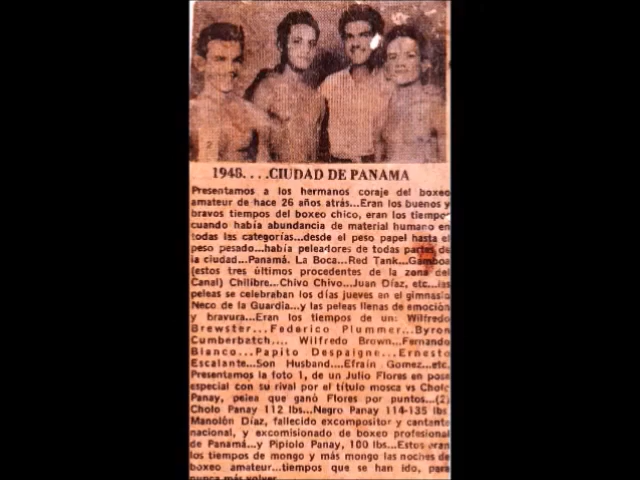 2
1948....CIUDAD DE PANAMA
Presentamos a los hermanos coraje del boxeo
amateur de hace 26 años atrás...Eran los buenos y
bravos tiempos del boxeo chico, eran los tiempos
cuando había abundancia de material humano en
todas las categorías...desde el peso papel hasta el
peso pesado...había peleadores de todas partes de
la ciudad...Panamá. La Boca...Red Tank...Gamboa
(estos tres últimos procedentes de la zona del
Canal) Chilibre...Chivo Chivo...Juan Díaz, etc...las
peleas se celebraban los días jueves en el gimnasio
Neco de la Guardia...y las peleas llenas de emoción
y bravura...Eran los tiempos de un: Wilfredo
Brewster...Federico Plummer...Byron
Cumberbatch.... Wilfredo Brown...Fernando
Blanco...Papito Despaigne...Ernesto
Escalante...Son Husband....Efraín Gomez...etc.
Presentamos la foto 1, de un Julio Flores en pose
especial con su rival por el título mosca vs Cholo
Panay, pelea que ganó Flores por puntos...(2)
Cholo Panay 112 lbs...Negro Panay 114-135 lbs.
Manolón Díaz, fallecido excompositor y cantante
nacional, y excomisionado de boxeo profesional
de Panamá...y Pipiolo Panay, 100 lbs...Estos eran
los tiempos de mongo y más mongo las noches de
boxeo amateur...tiempos que se han ido, para
nunca más volver